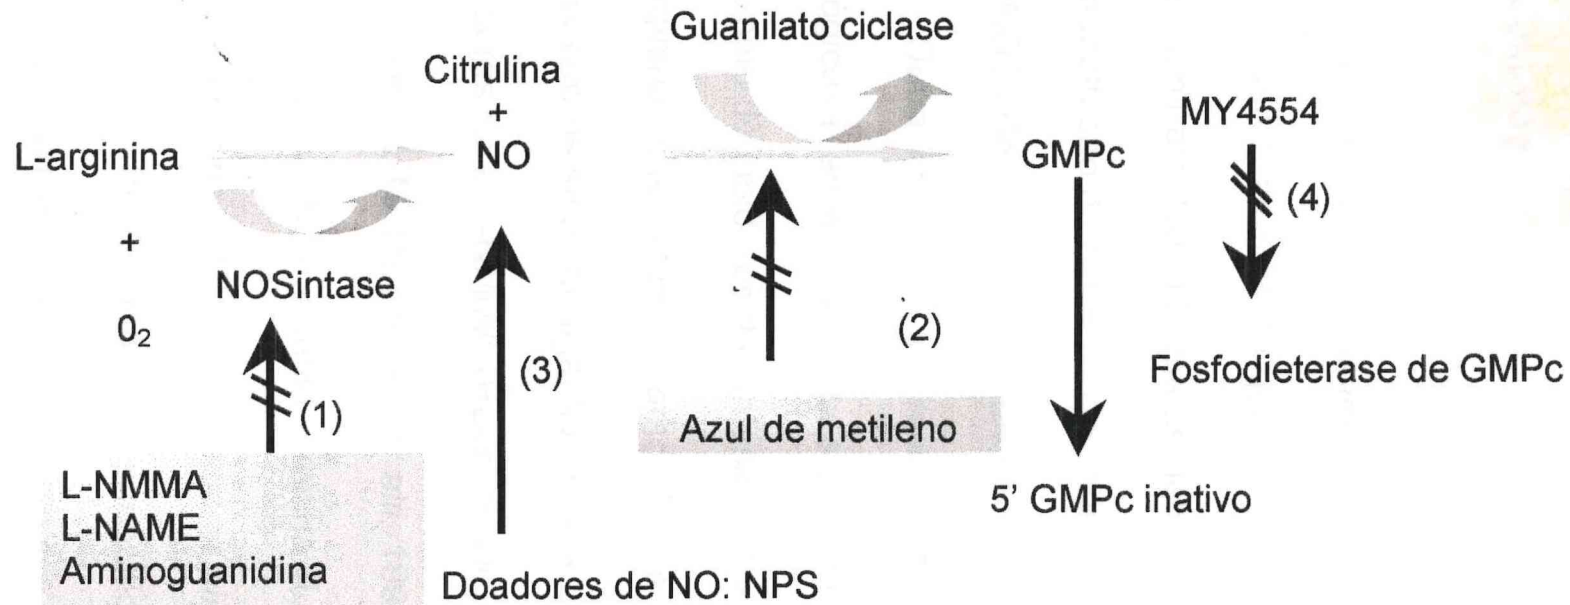 Guanilato ciclase
Citrulina
+
L-arginina
NO
GMPc
MY4554
(4)
+
NOSintase
O₂
(1)
(3)
(2)
Fosfodieterase de GMPc
Azul de metileno
L-NMMA
L-NAME
Aminoguanidina
5' GMPc inativo
Doadores de NO: NPS